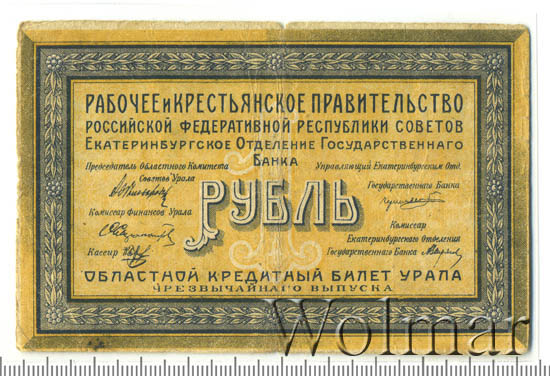 РАБОЧЕЕ И КРЕСТЬЯНСКОЕ ПРАВИТЕЛЬСТВО
РОССИЙСКОЙ ФЕДЕРАТИВНОЙ РЕСПУБЛИКИ СОВЕТОВ
ЕКАТЕРИНБУРГСКОЕ ОТДЕЛЕНИЕ ГОСУДАРСТВЕННАГО
БАНКА
Председатель Областного Комитета
Советов Урала
Комиссар Финансов Урала
Кассир
Управляющий Екатеринбургским Отд.
Государственнаго Банка
Комиссар
Екатеринбургского Отделения
Государственнаго Банка
РУБЛЬ
ОБЛАСТНОЙ КРЕДИТНЫЙ БИЛЕТ УРАЛА
ЧРЕЗВЫЧАЙНАГО ВЫПУСКА
Wolmar